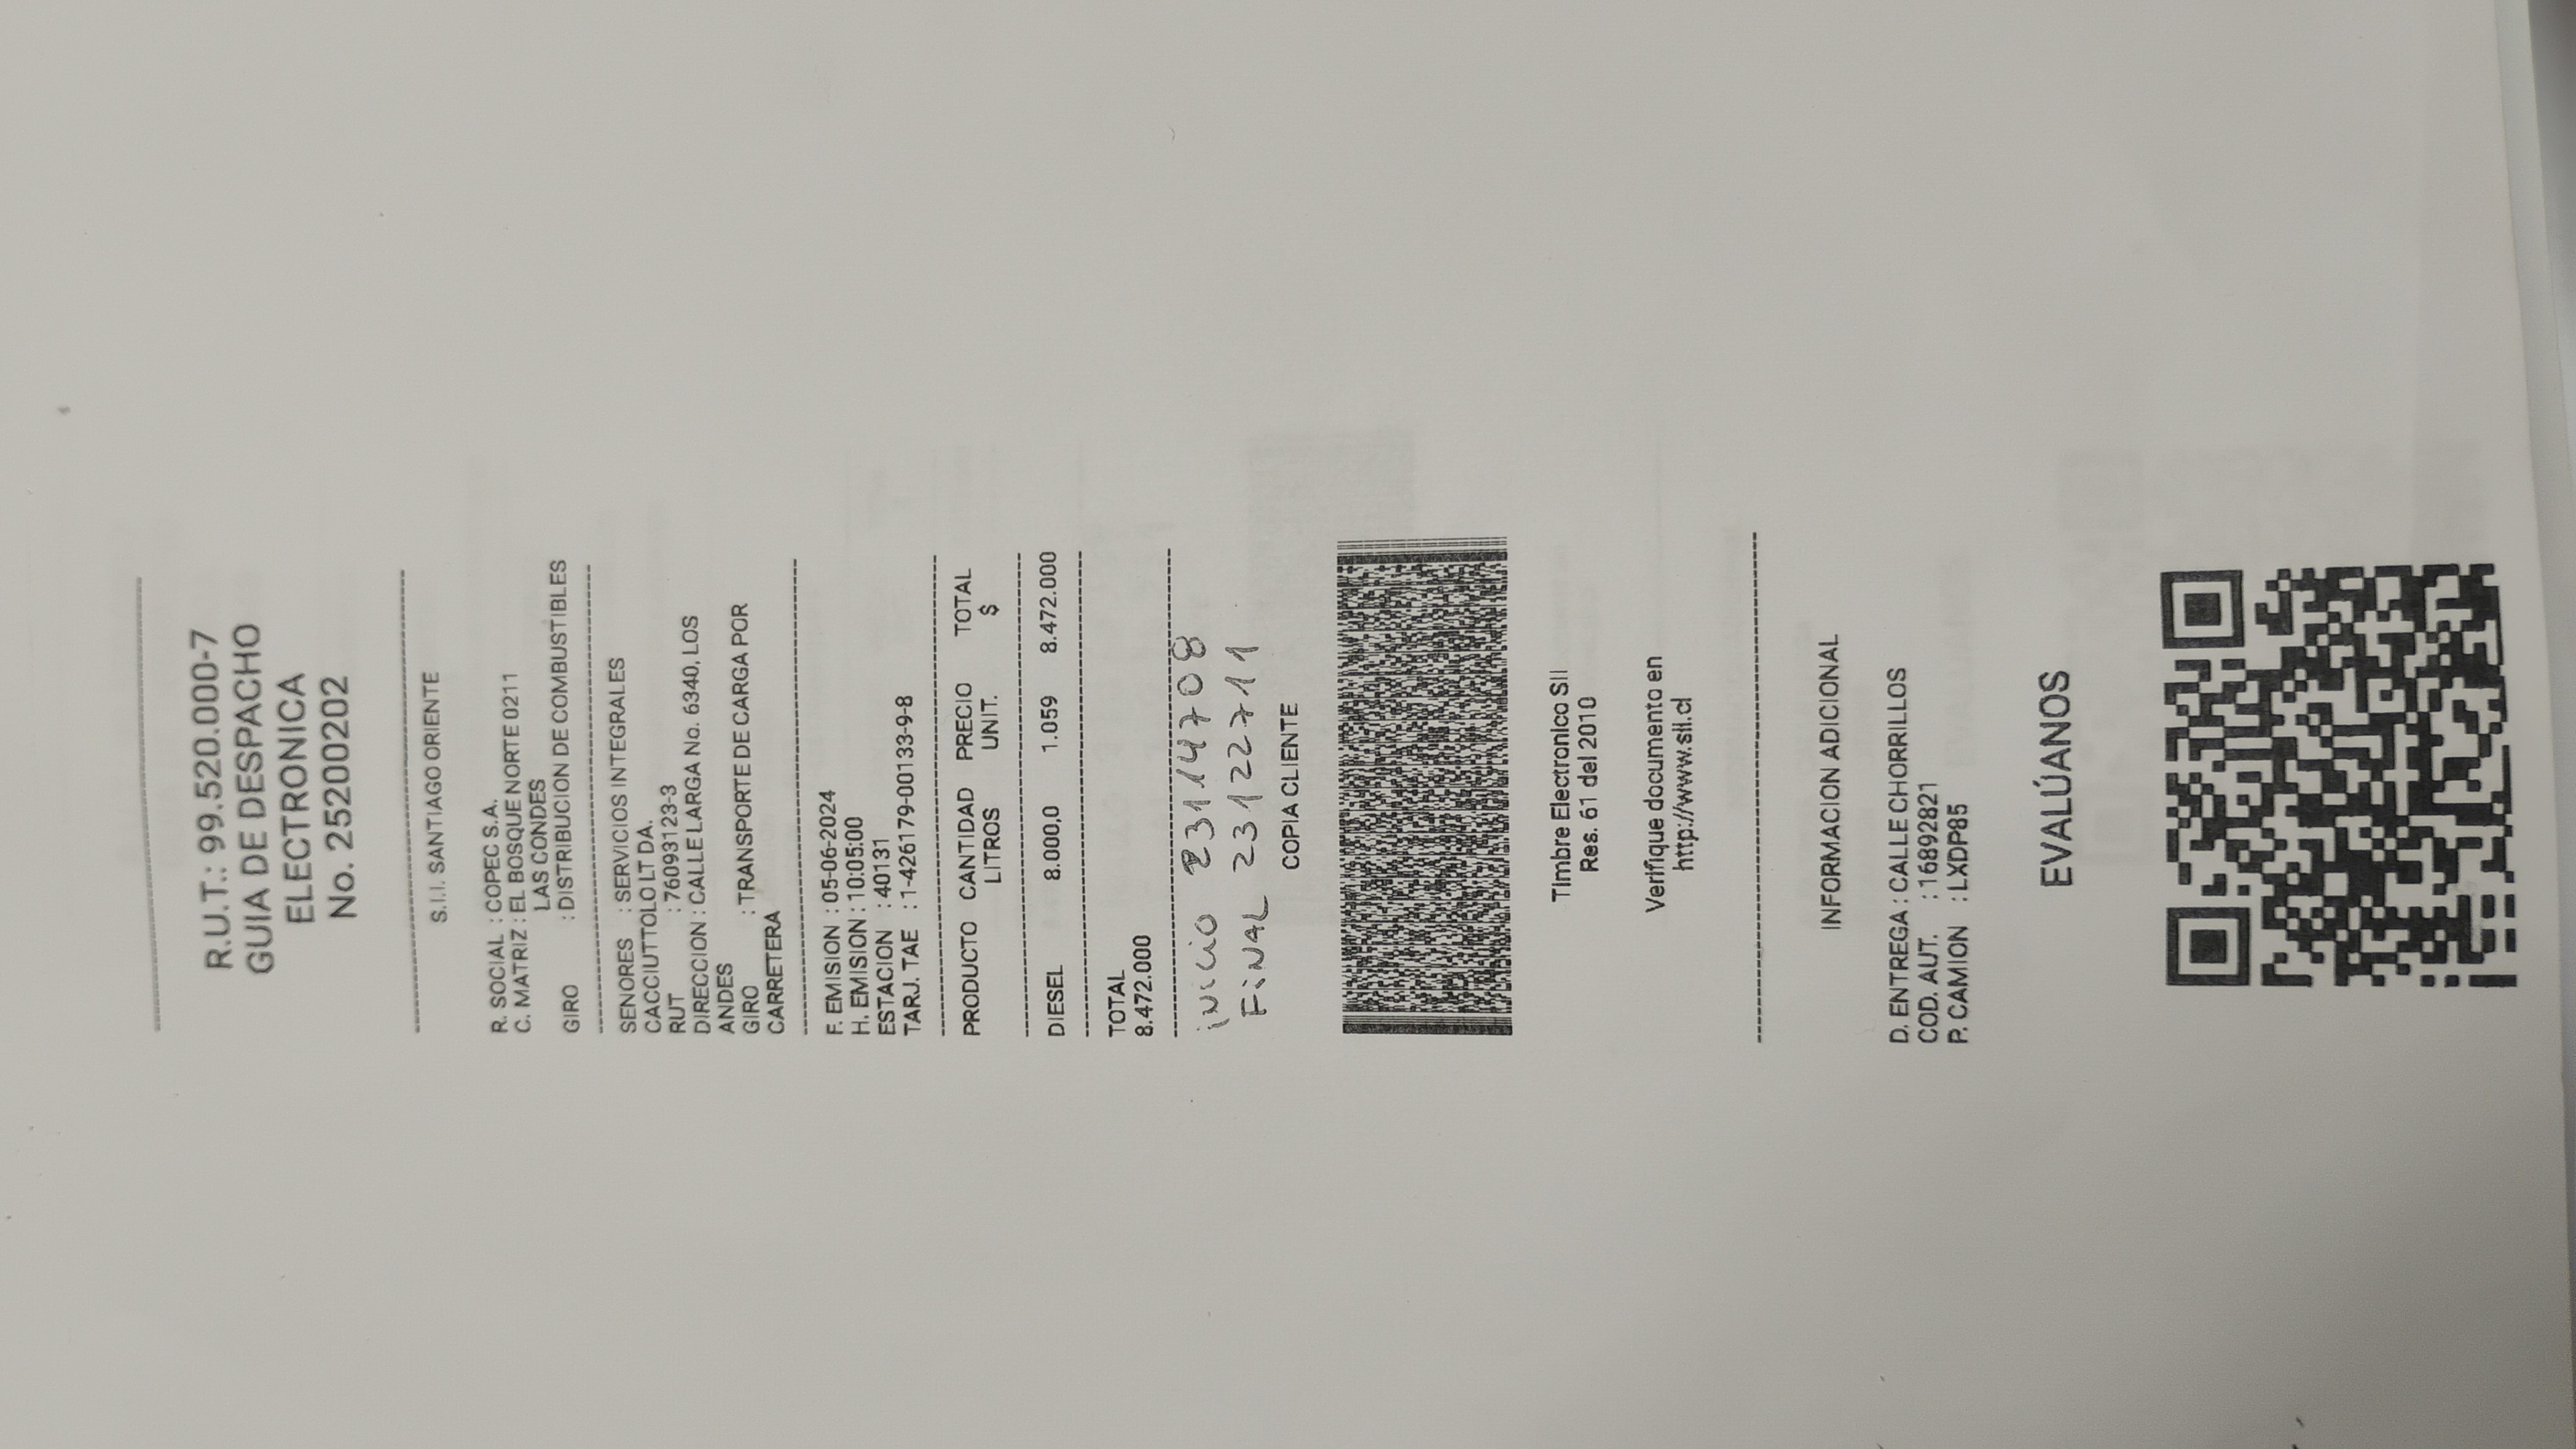 R.U.T.: 99.520.000-7
GUIA DE DESPACHO
ELECTRONICA
No. 25200202
S.I.I. SANTIAGO ORIENTE
R. SOCIAL : COPEC S.A.
C. MATRIZ : EL BOSQUE NORTE 0211
LAS CONDES
GIRO : DISTRIBUCION DE COMBUSTIBLES
SENORES : SERVICIOS INTEGRALES
CACCIUTTOLO LT DA.
RUT : 76093123-3
DIRECCION : CALLE LARGA No. 6340, LOS
ANDES
GIRO : TRANSPORTE DE CARGA POR
CARRETERA
F. EMISION : 05-06-2024
H. EMISION : 10:05:00
ESTACION : 40131
TARJ. TAE : 1-426179-00133-9-8
PRODUCTO CANTIDAD PRECIO TOTAL
LITROS UNIT. $
DIESEL 8.000,0 1.059 8.472.000
TOTAL
8.472.000
inicio 23114708
FiNAL 23122711
COPIA CLIENTE
Timbre Electronico SII
Res. 61 del 2010
Verifique documento en
http://www.sii.cl
INFORMACION ADICIONAL
D. ENTREGA : CALLE CHORRILLOS
COD. AUT. : 16892821
P. CAMION : LXDP85
EVALÚANOS